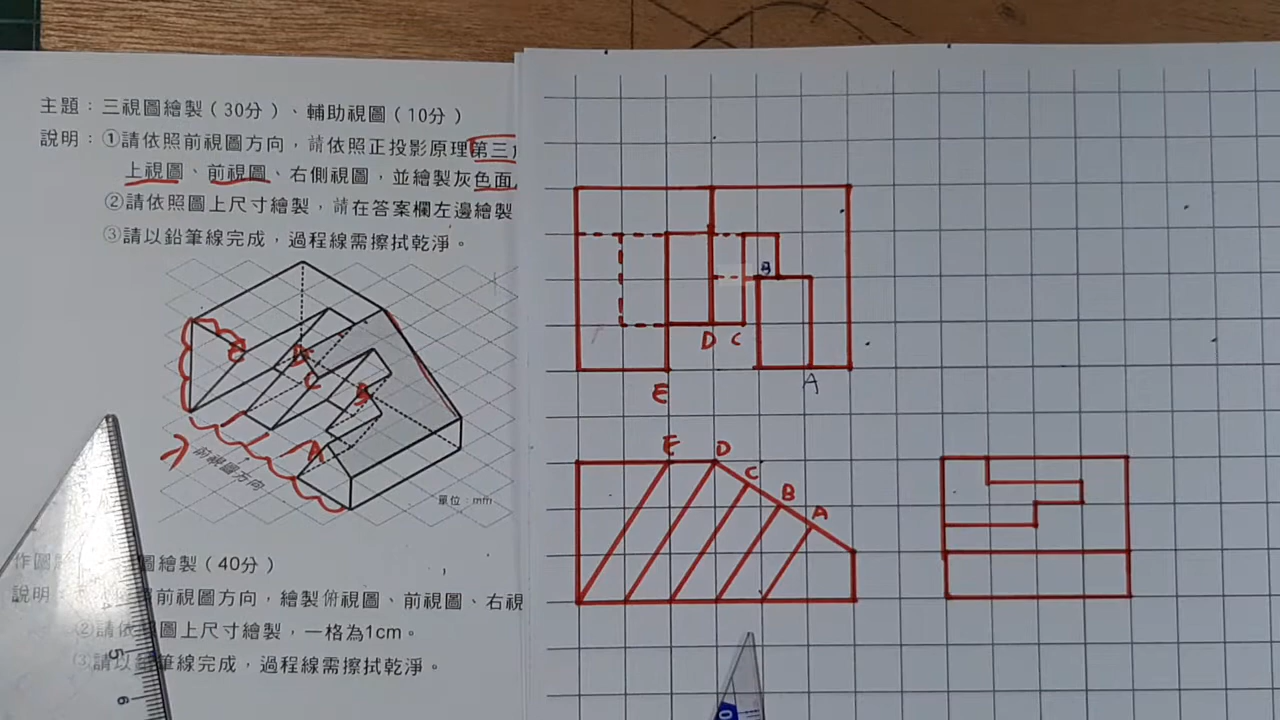 主題：三視圖繪製（30分）、輔助視圖（10分）
說明：①請依照前視圖方向，請依照正投影原理第三
上視圖、前視圖、右側視圖，並繪製灰色面
②請依照圖上尺寸繪製，請在答案欄左邊繪製
③請以鉛筆線完成，過程線需擦拭乾淨。
E
D
C
B
A
前視圖方向
單位：mm
作圖
圖繪製（40分）
說明：
前視圖方向，繪製俯視圖、前視圖、右視
②請依
圖上尺寸繪製，一格為1cm。
③請以鉛筆線完成，過程線需擦拭乾淨。
B
D C
A
E
E D
C
B
A
5
6
0